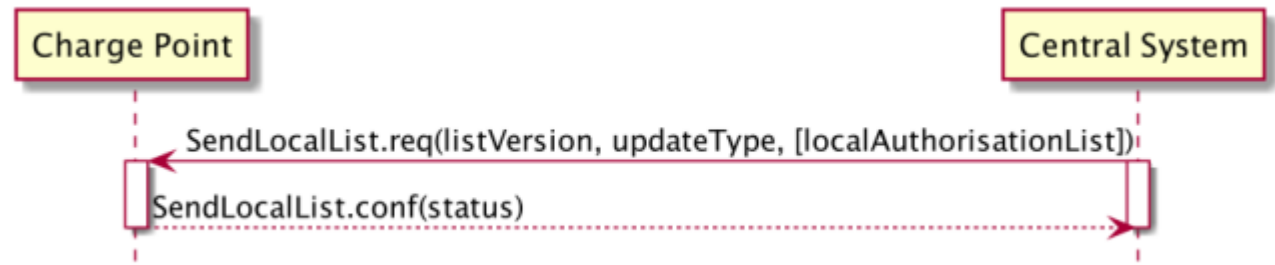 Charge Point
Central System
SendLocalList.req(listVersion, updateType, [localAuthorisationList])
SendLocalList.conf(status)